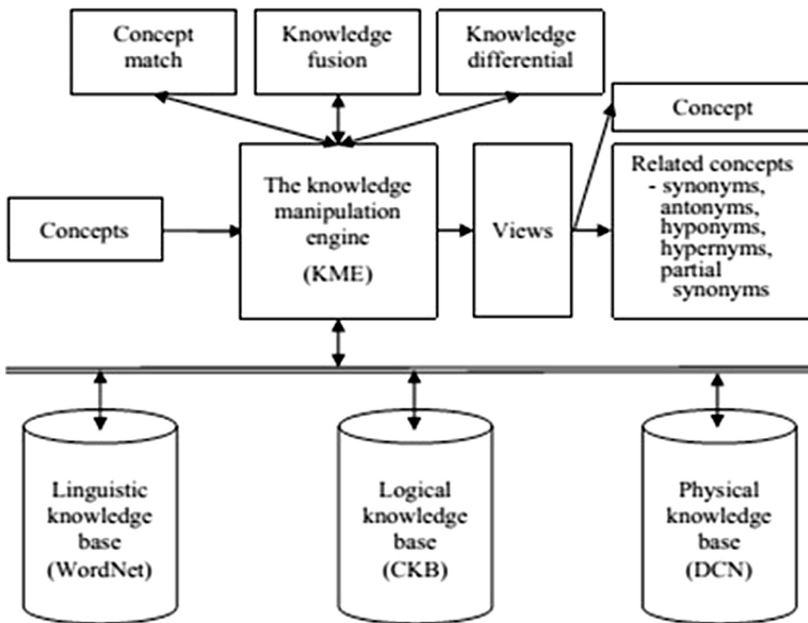 Concept
match
Knowledge
fusion
Knowledge
differential
Concept
Concepts
The knowledge
manipulation
engine
(KME)
Views
Related concepts
- synonyms,
antonyms,
hyponyms,
hypernyms,
partial
synonyms
Linguistic
knowledge
base
(WordNet)
Logical
knowledge
base
(CKB)
Physical
knowledge
base
(DCN)